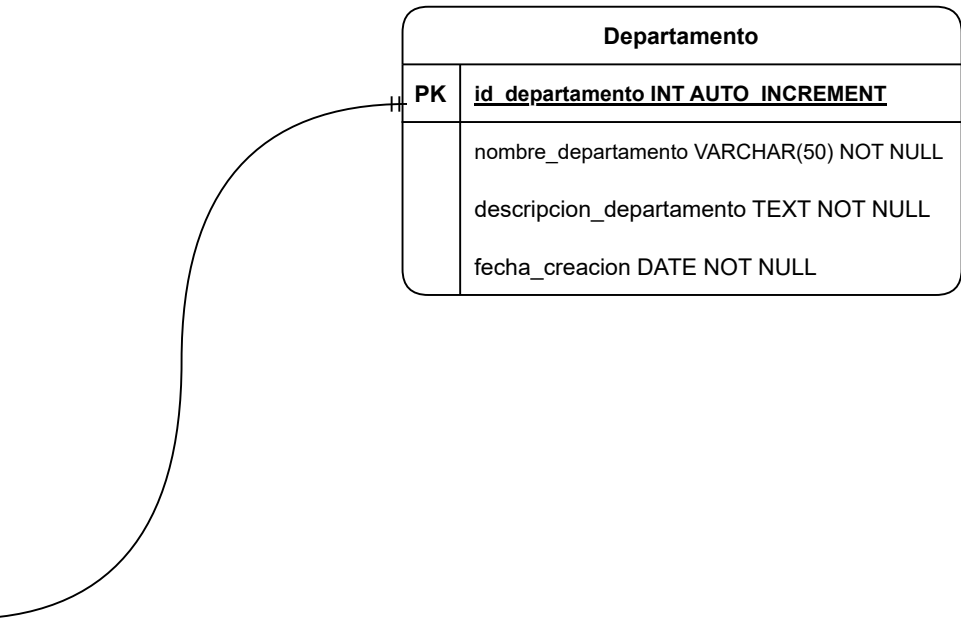 Departamento
PK id_departamento INT AUTO_INCREMENT
nombre_departamento VARCHAR(50) NOT NULL
descripcion_departamento TEXT NOT NULL
fecha_creacion DATE NOT NULL